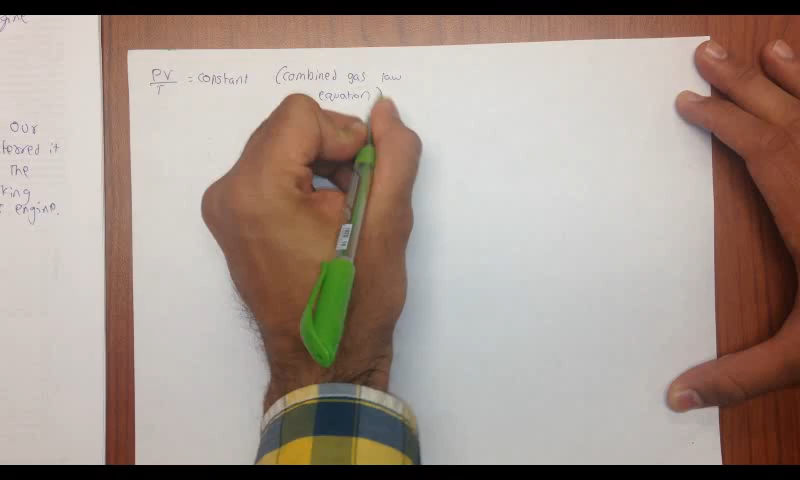 our
the
engine.
PV/T = constant (combined gas law
equation)